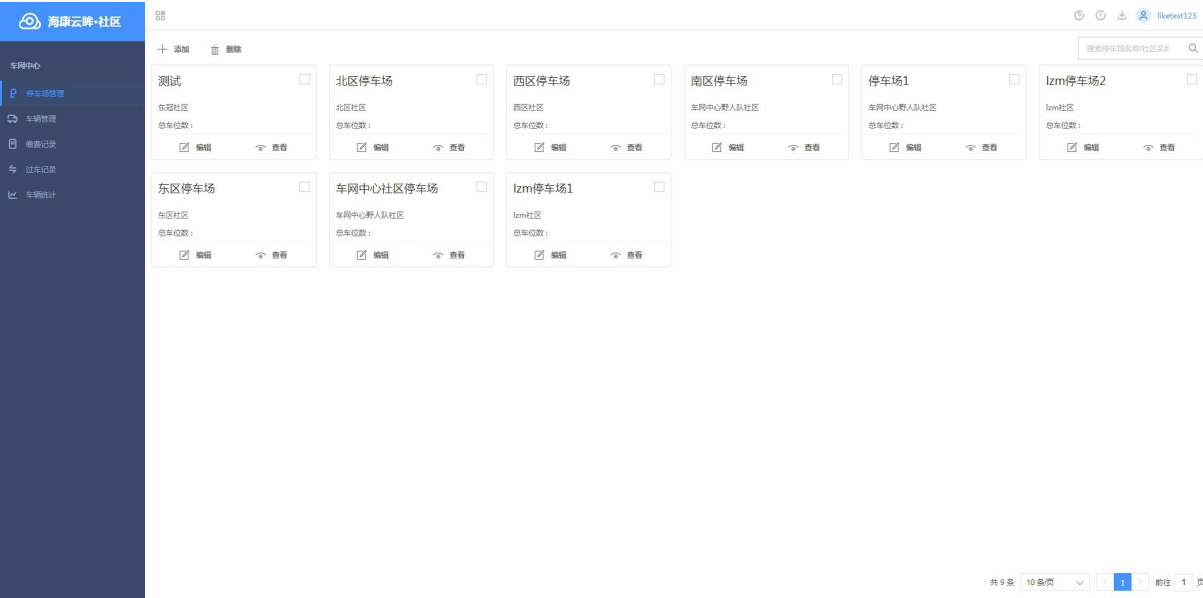 海康云眸•社区
liketest123
添加 删除
搜索停车场名称/社区名称
车网中心
停车场管理
车辆管理
缴费记录
过车记录
车辆统计
测试
东冠社区
总车位数：
编辑 查看
北区停车场
北区社区
总车位数：
编辑 查看
西区停车场
西区社区
总车位数：
编辑 查看
南区停车场
车网中心野人队社区
总车位数：
编辑 查看
停车场1
车网中心野人队社区
总车位数：
编辑 查看
lzm停车场2
lzm社区
总车位数：
编辑 查看
东区停车场
东区社区
总车位数：
编辑 查看
车网中心社区停车场
车网中心野人队社区
总车位数：
编辑 查看
lzm停车场1
lzm社区
总车位数：
编辑 查看
共 9 条 10 条/页 1 前往 1 页